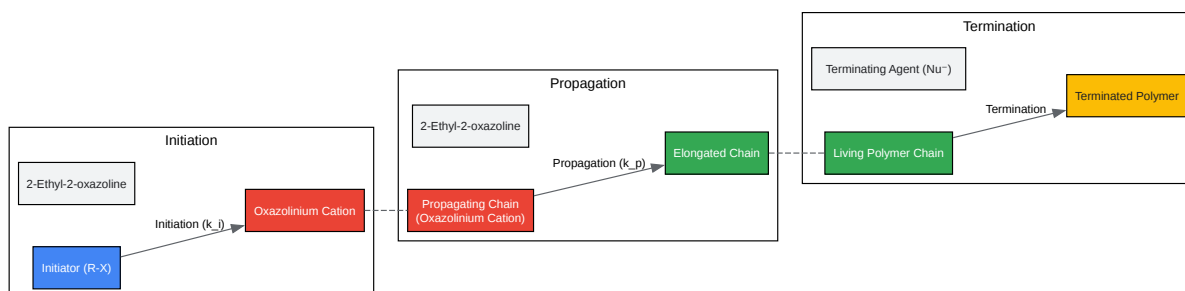 Initiation
2-Ethyl-2-oxazoline
Initiation (k_i)
Initiator (R-X)
Oxazolinium Cation
Propagation
2-Ethyl-2-oxazoline
Propagation (k_p)
Propagating Chain
(Oxazolinium Cation)
Elongated Chain
Termination
Terminating Agent (Nu⁻)
Termination
Living Polymer Chain
Terminated Polymer